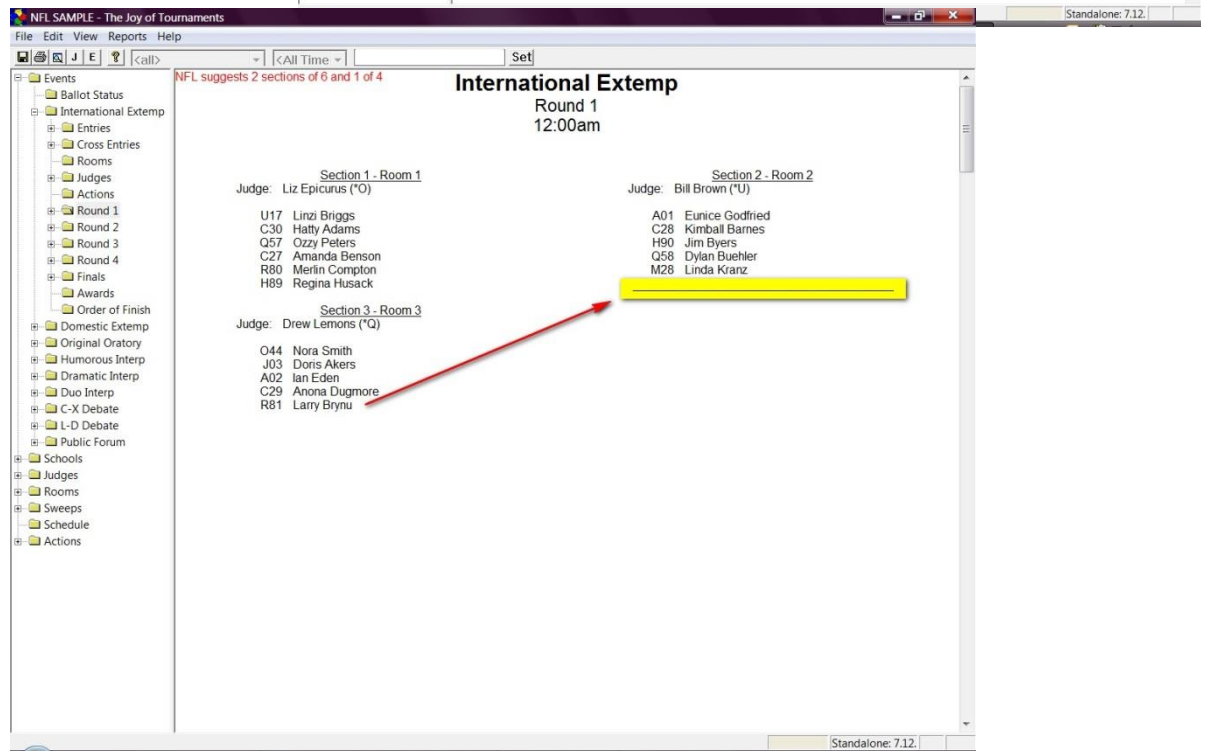 Standalone: 7.12.
NFL SAMPLE - The Joy of Tournaments
File Edit View Reports Help
J E ? <all> <All Time Set
Events
Ballot Status
International Extemp
Entries
Cross Entries
Rooms
Judges
Actions
Round 1
Round 2
Round 3
Round 4
Finals
Awards
Order of Finish
Domestic Extemp
Original Oratory
Humorous Interp
Dramatic Interp
Duo Interp
C-X Debate
L-D Debate
Public Forum
Schools
Judges
Rooms
Sweeps
Schedule
Actions
NFL suggests 2 sections of 6 and 1 of 4
International Extemp
Round 1
12:00am
Section 1 - Room 1
Judge: Liz Epicurus (*O)
U17 Linzi Briggs
C30 Hatty Adams
Q57 Ozzy Peters
C27 Amanda Benson
R80 Merlin Compton
H89 Regina Husack
Section 2 - Room 2
Judge: Bill Brown (*U)
A01 Eunice Godfried
C28 Kimball Barnes
H90 Jim Byers
Q58 Dylan Buehler
M28 Linda Kranz
Section 3 - Room 3
Judge: Drew Lemons (*Q)
O44 Nora Smith
J03 Doris Akers
A02 Ian Eden
C29 Anona Dugmore
R81 Larry Brynu
Standalone: 7.12.